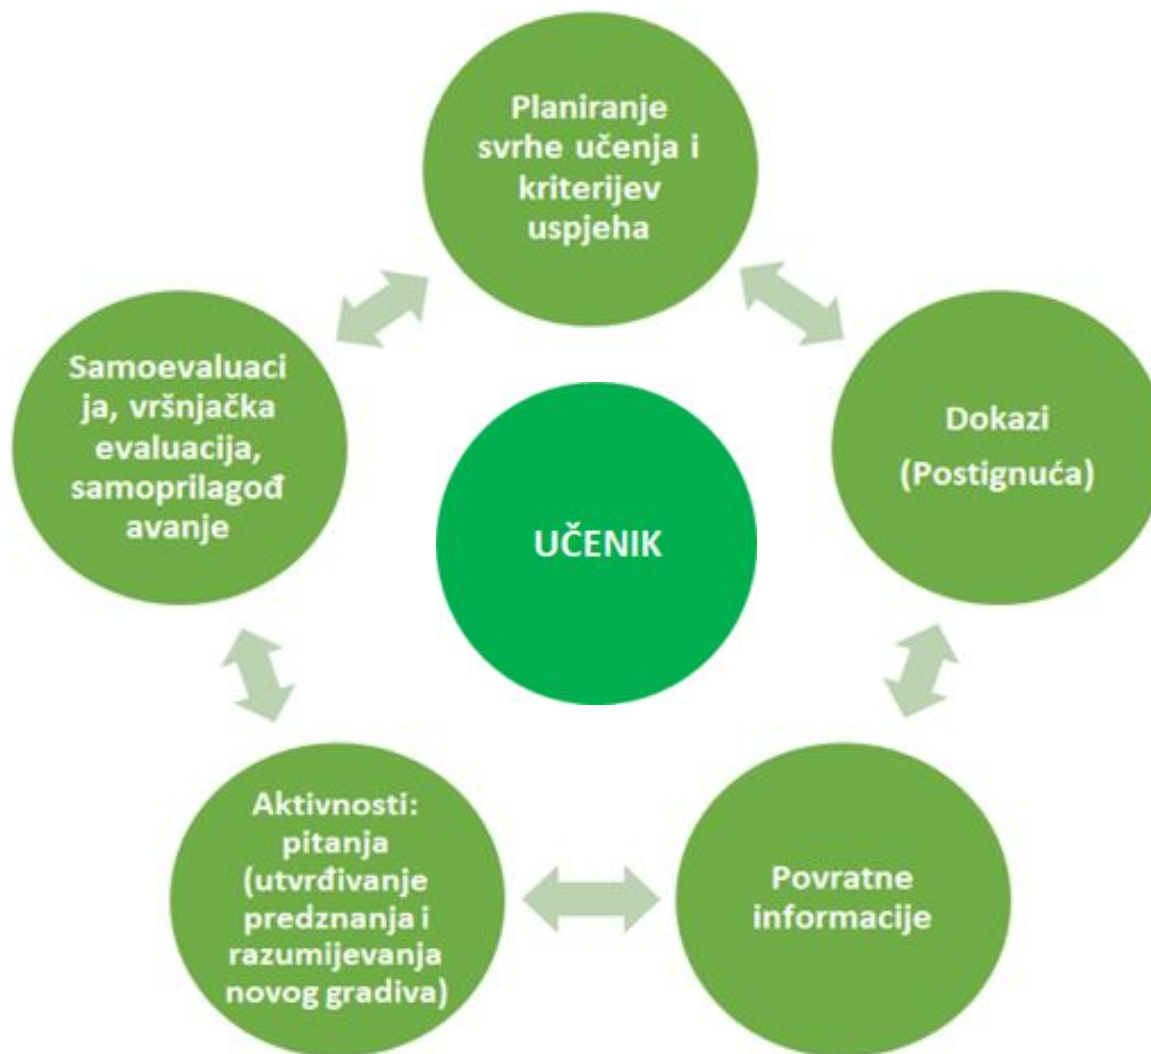 Planiranje
svrhe učenja i
kriterijev
uspjeha
Dokazi
(Postignuća)
Povratne
informacije
Aktivnosti:
pitanja
(utvrđivanje
predznanja i
razumijevanja
novog gradiva)
Samoevaluaci
ja, vršnjačka
evaluacija,
samoprilagođ
avanje
UČENIK